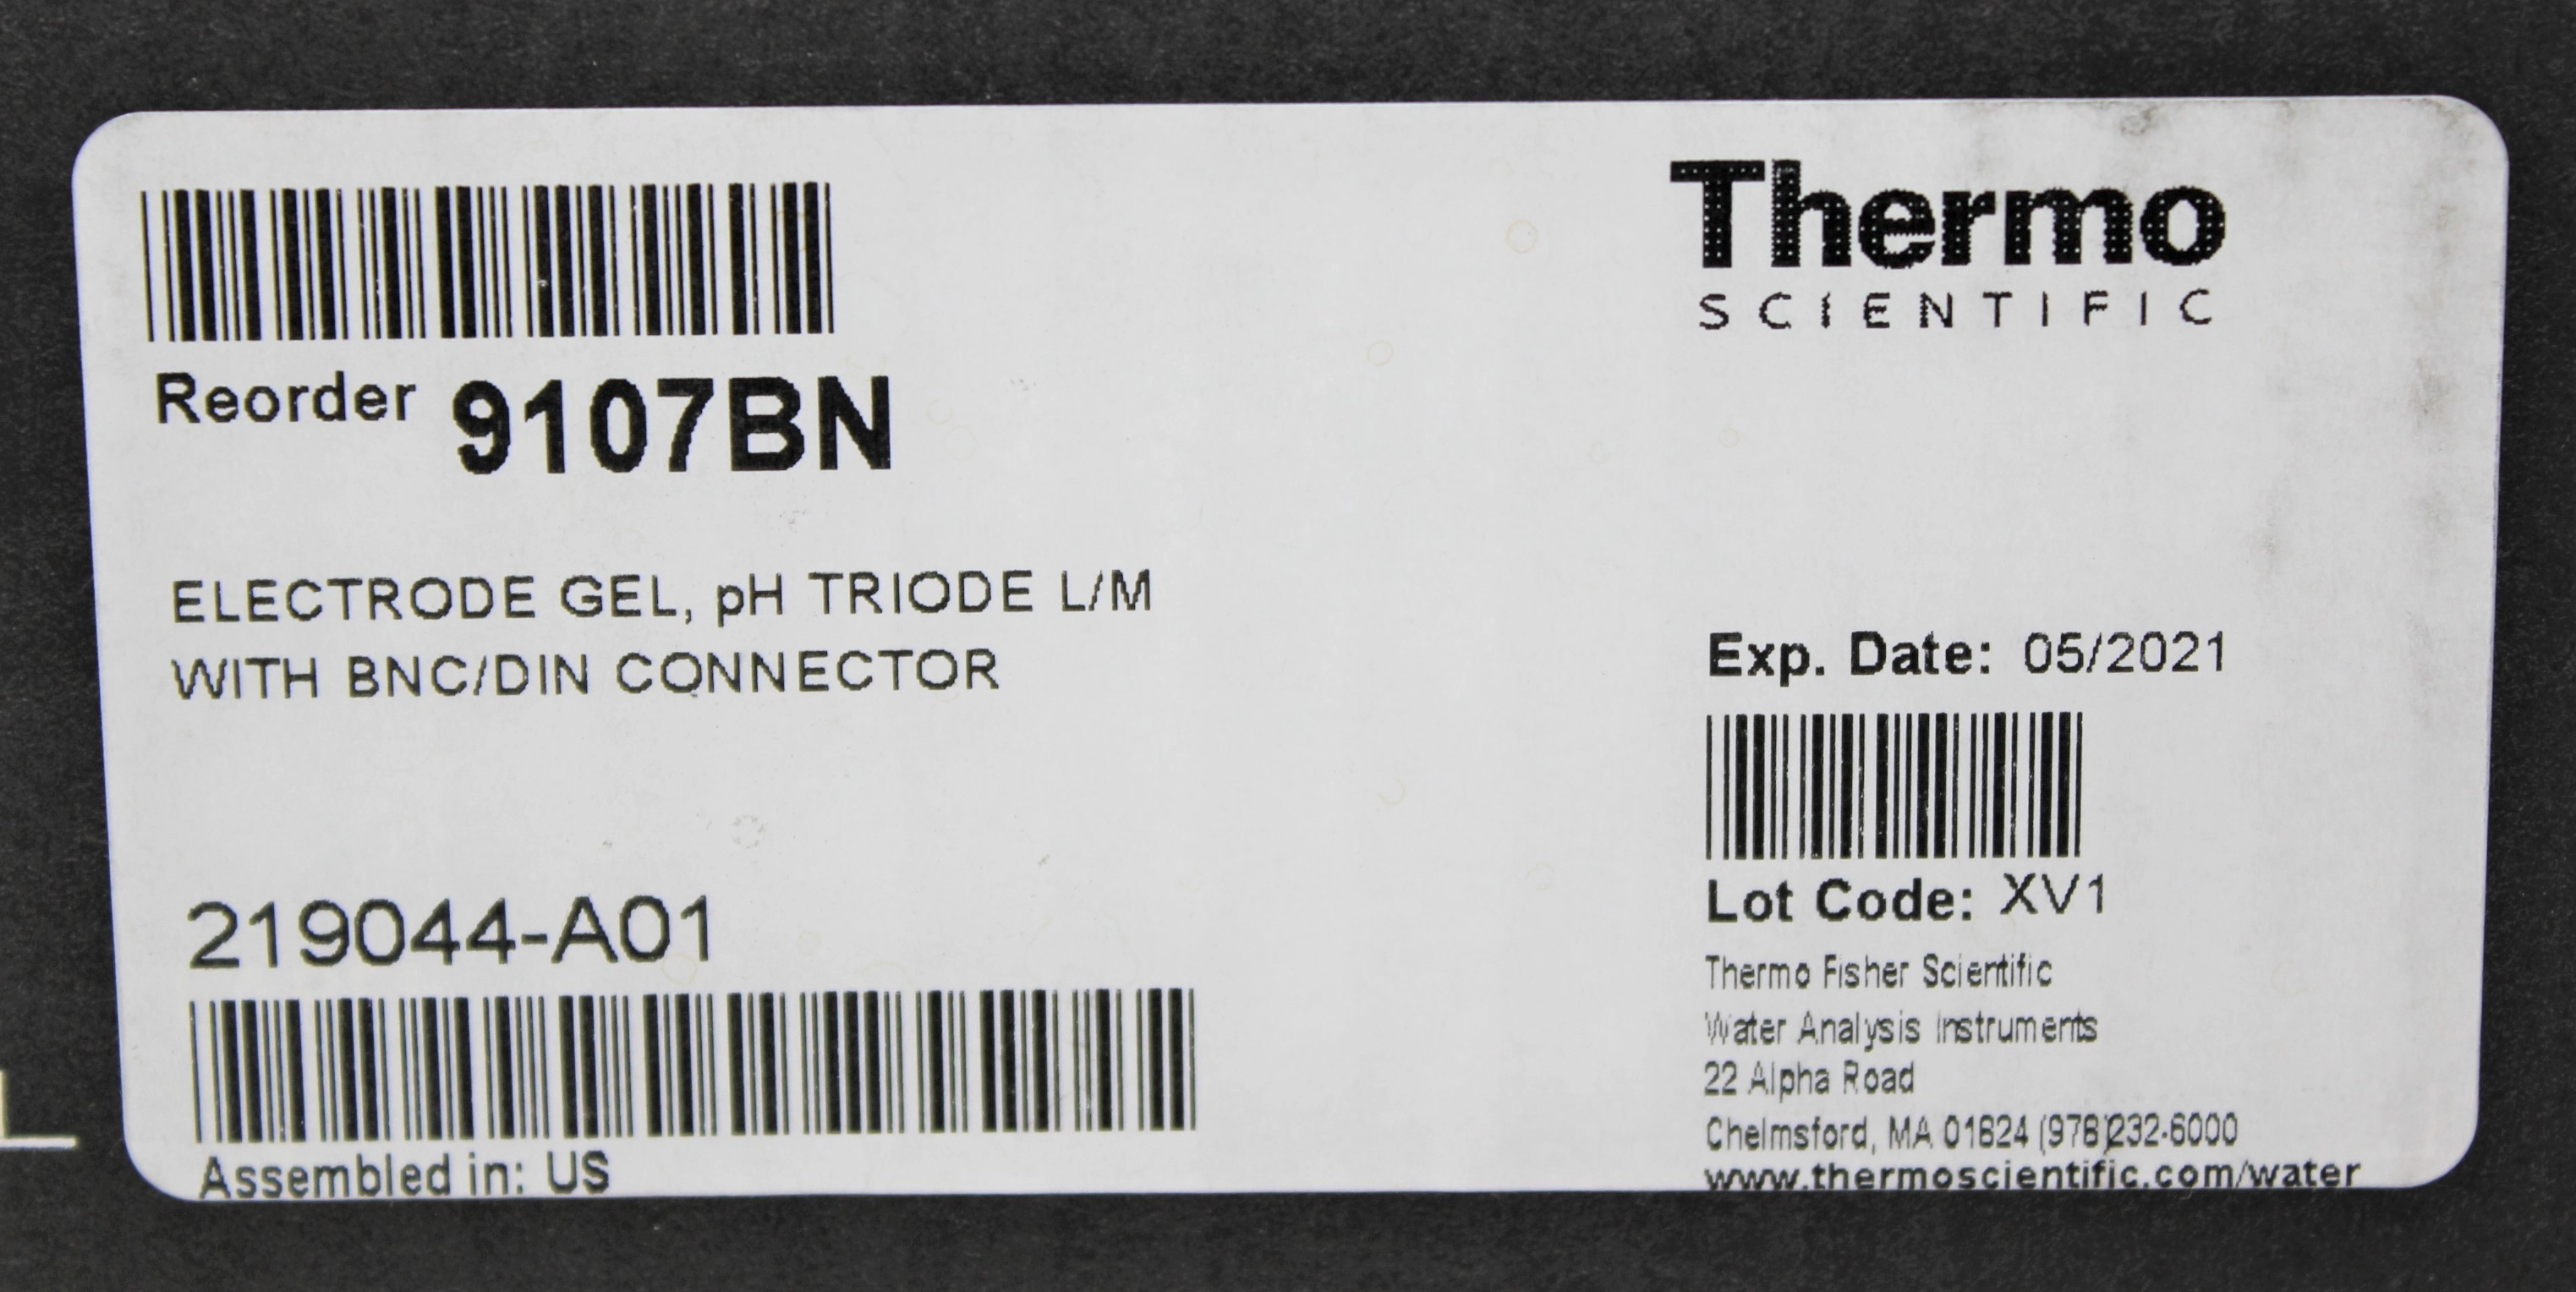 Thermo
SCIENTIFIC
Reorder 9107BN
ELECTRODE GEL, pH TRIODE L/M
WITH BNC/DIN CONNECTOR
219044-A01
Assembled in: US
Exp. Date: 05/2021
Lot Code: XV1
Thermo Fisher Scientific
Water Analysis Instruments
22 Alpha Road
Chelmsford, MA 01824 (978)232-6000
www.thermoscientific.com/water